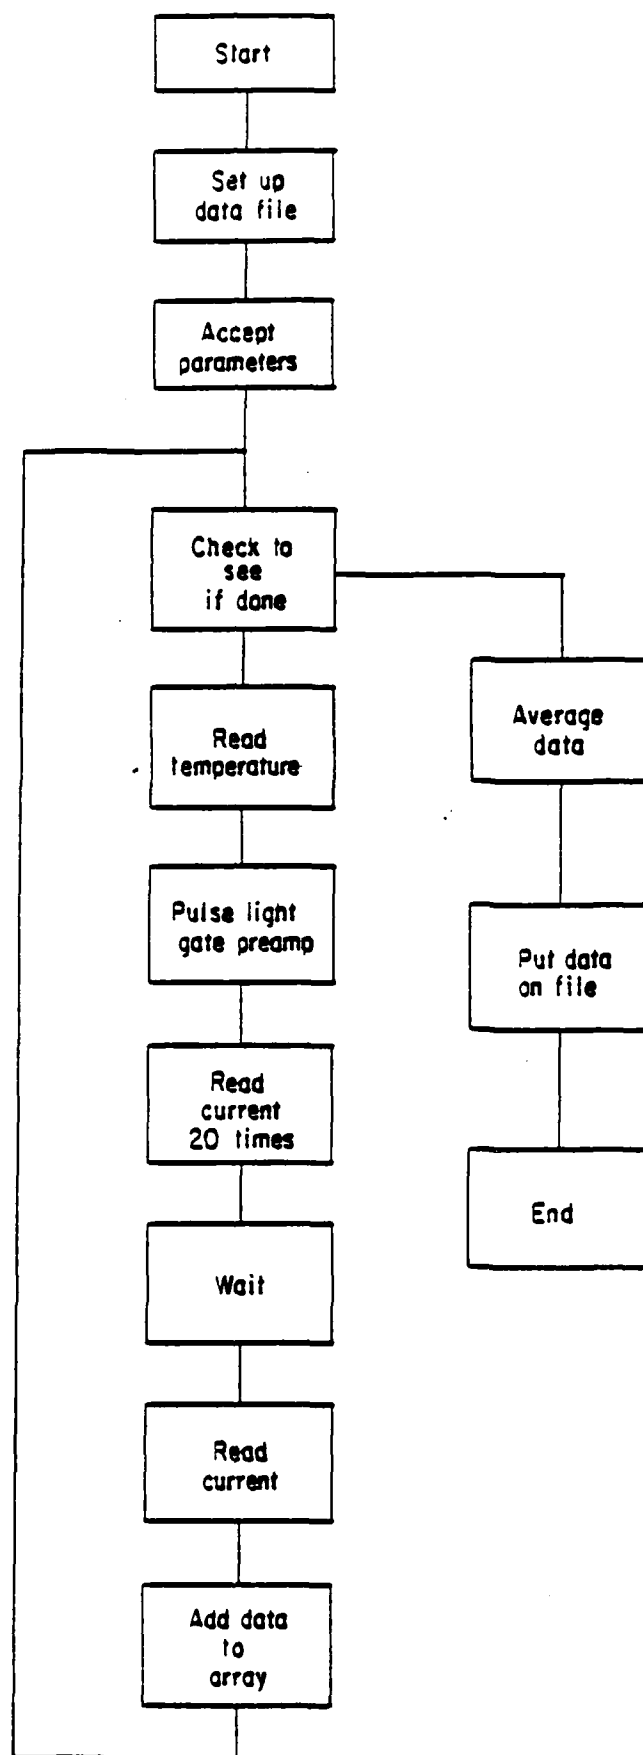 Start
Set up
data file
Accept
parameters
Check to
see
if done
Read
temperature
Pulse light
gate preamp
Read
current
20 times
Wait
Read
current
Add data
to
array
Average
data
Put data
on file
End